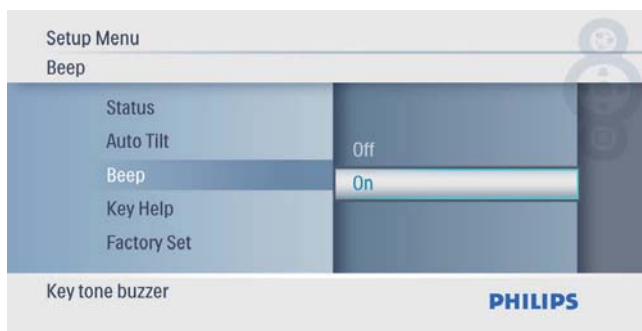 Setup Menu
Beep
Status
Auto Tilt
Beep
Key Help
Factory Set
Off
On
Key tone buzzer
PHILIPS